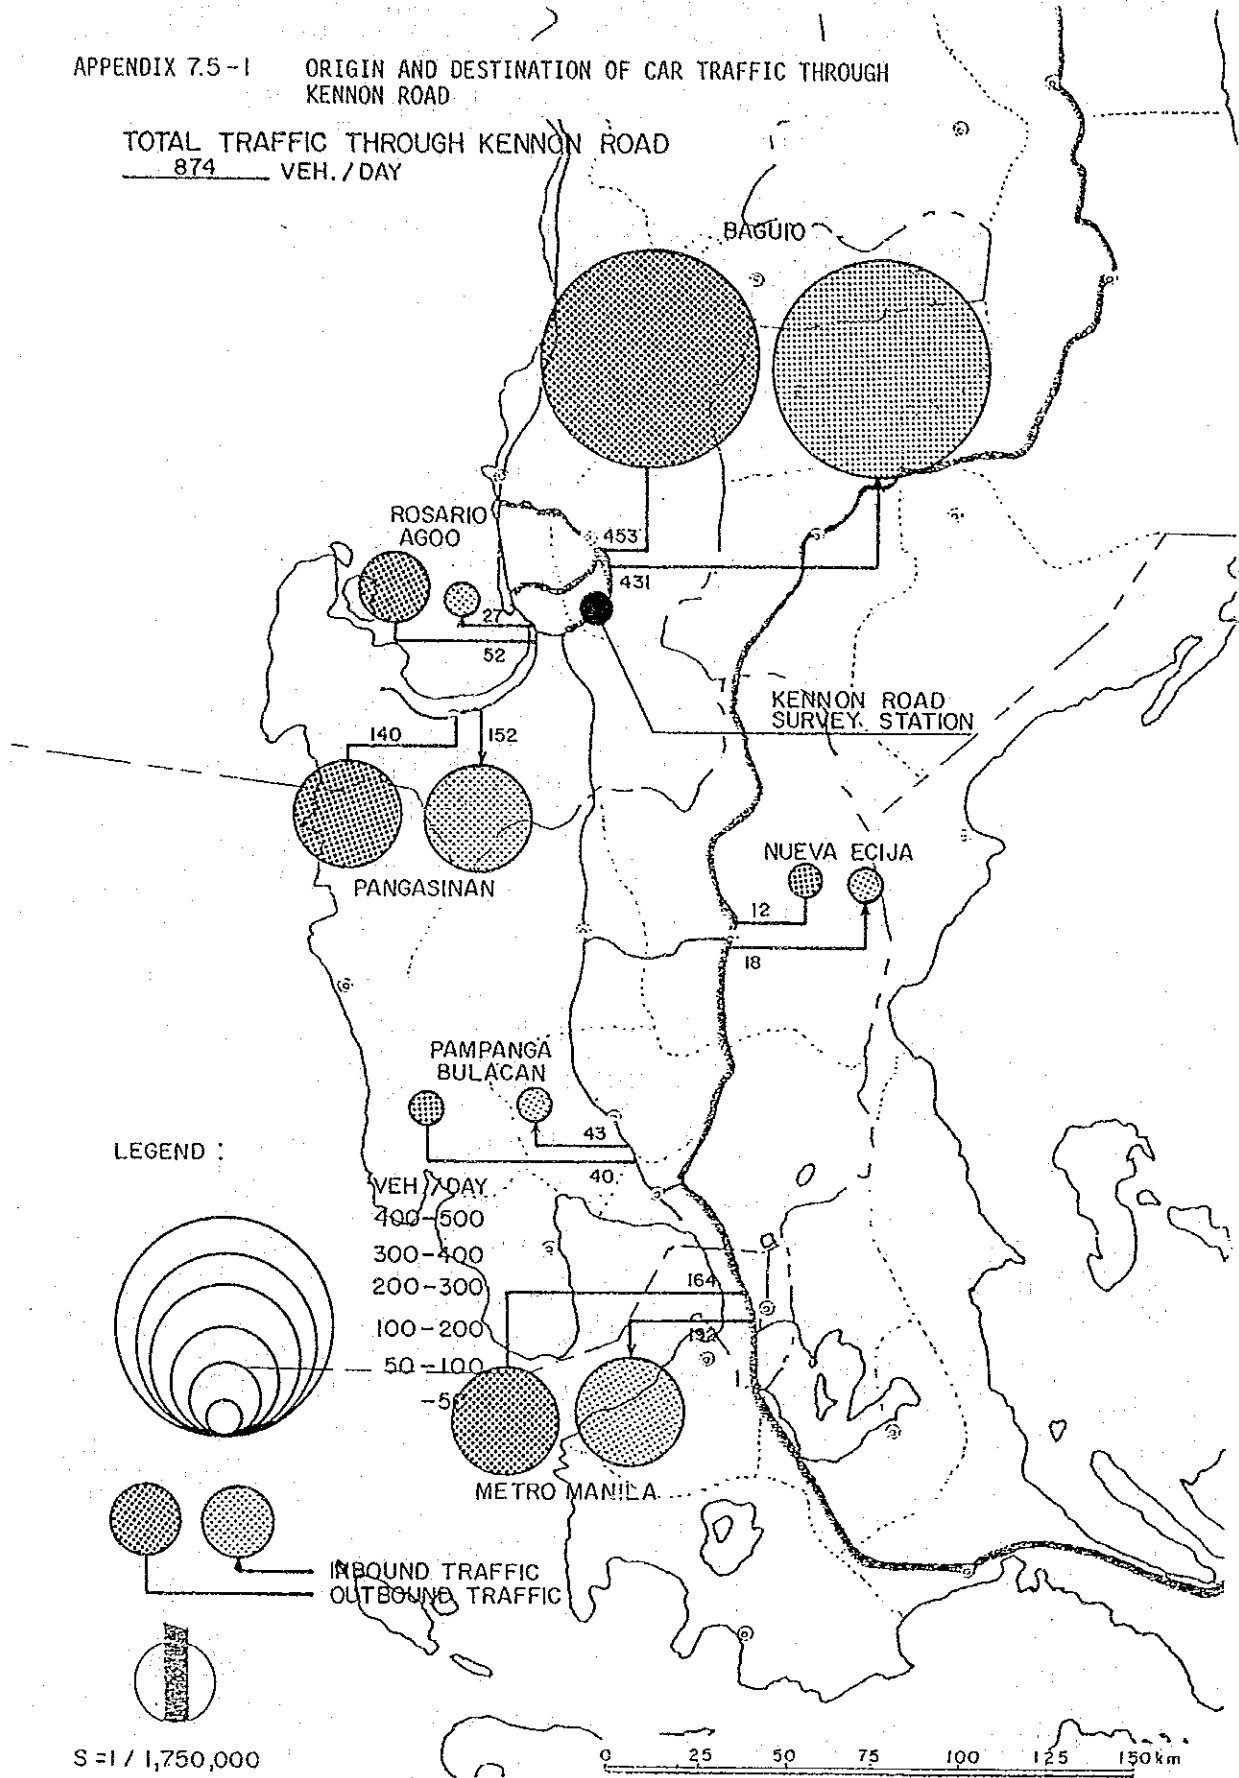 APPENDIX 7.5-1 ORIGIN AND DESTINATION OF CAR TRAFFIC THROUGH
KENNON ROAD
TOTAL TRAFFIC THROUGH KENNON ROAD
874 VEH./DAY
BAGUIO
ROSARIO
AGOO
453
431
27
52
KENNON ROAD
SURVEY STATION
140
152
PANGASINAN
NUEVA ECIJA
12
18
PAMPANGA
BULACAN
43
40
LEGEND :
VEH./DAY
400-500
300-400
200-300
100-200
50-100
164
METRO MANILA
INBOUND TRAFFIC
OUTBOUND TRAFFIC
S=1/1,750,000
0 25 50 75 100 125 150km